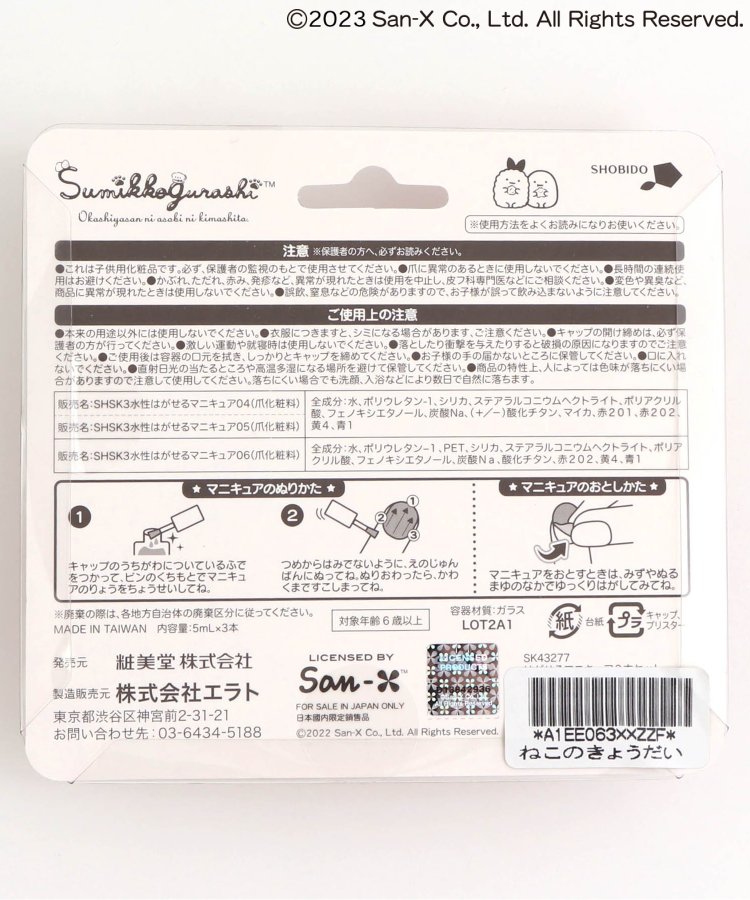 ©2023 San-X Co., Ltd. All Rights Reserved.
Sumikkogurashi™
Okashiyasan ni asobi ni kimashita.
SHOBIDO
※使用方法をよくお読みになりお使いください。
注意 ※保護者の方へ、必ずお読みください。
●これは子供用化粧品です。必ず、保護者の監視のもとで使用させてください。●爪に異常のあるときに使用しないでください。●長時間の連続使
用はお避けください。●かぶれ、ただれ、赤み、発疹など、異常が現れたときは使用を中止し、皮フ科専門医などにご相談ください。●変色や異臭など、
商品に異常が現れたときは使用しないでください。●誤飲、窒息などの危険がありますので、お子様が誤って飲み込まないように注意してください。
ご使用上の注意
●本来の用途以外には使用しないでください。●衣服につきますと、シミになる場合があります、ご注意ください。●キャップの開け締めは、必ず保
護者の方が行ってください。●激しい運動や就寝時は使用しないでください。●落としたり衝撃を与えたりすると破損の原因になりますのでご注意
ください。●ご使用後は容器の口元を拭き、しっかりとキャップを締めてください。●お子様の手の届かないところに保管してください。●口に入れ
ないでください。●直射日光の当たるところや高温多湿になる場所を避けて保管してください。●商品の特性上、人によっては色味が落ちにくい場
合がありますので注意して使用してください。落ちにくい場合でも洗顔、入浴などにより数日で自然に落ちます。
販売名:SHSK3水性はがせるマニキュア04(爪化粧料)
販売名:SHSK3水性はがせるマニキュア05(爪化粧料)
全成分:水、ポリウレタン-1、シリカ、ステアラルコニウムヘクトライト、ポリアクリル
酸、フェノキシエタノール、炭酸Na、(+/-)酸化チタン、マイカ、赤201、赤202、
黄4、青1
販売名:SHSK3水性はがせるマニキュア06(爪化粧料)
全成分:水、ポリウレタン-1、PET、シリカ、ステアラルコニウムヘクトライト、ポリア
クリル酸、フェノキシエタノール、炭酸Na、酸化チタン、赤202、黄4、青1
★ マニキュアのぬりかた ★
1
キャップのうちがわについているふで
をつかって、ビンのくちもとでマニキュア
のりょうをちょうせいしてね。
2
① ② ③
つめからはみでないように、えのじゅん
ばんにぬってね。ぬりおわったら、かわ
くまですこしまってね。
★ マニキュアのおとしかた ★
マニキュアをおとすときは、みずやぬる
まゆのなかでゆっくりはがしてみてね。
※廃棄の際は、各地方自治体の廃棄区分に従ってください。
MADE IN TAIWAN 内容量:5mL×3本
対象年齢6歳以上
容器材質:ガラス
LOT2A1
紙 台紙
プラ キャップ、
ブリスター
発売元 粧美堂株式会社
製造販売元 株式会社エラト
東京都渋谷区神宮前2-31-21
お問い合わせ先:03-6434-5188
LICENSED BY
San-X™
FOR SALE IN JAPAN ONLY
日本國内限定銷售品
©2022 San-X Co., Ltd. All Rights Reserved.
LICENSED
PRODUCTS
SK43277
*A1EE063XXZZF*
ねこのきょうだい